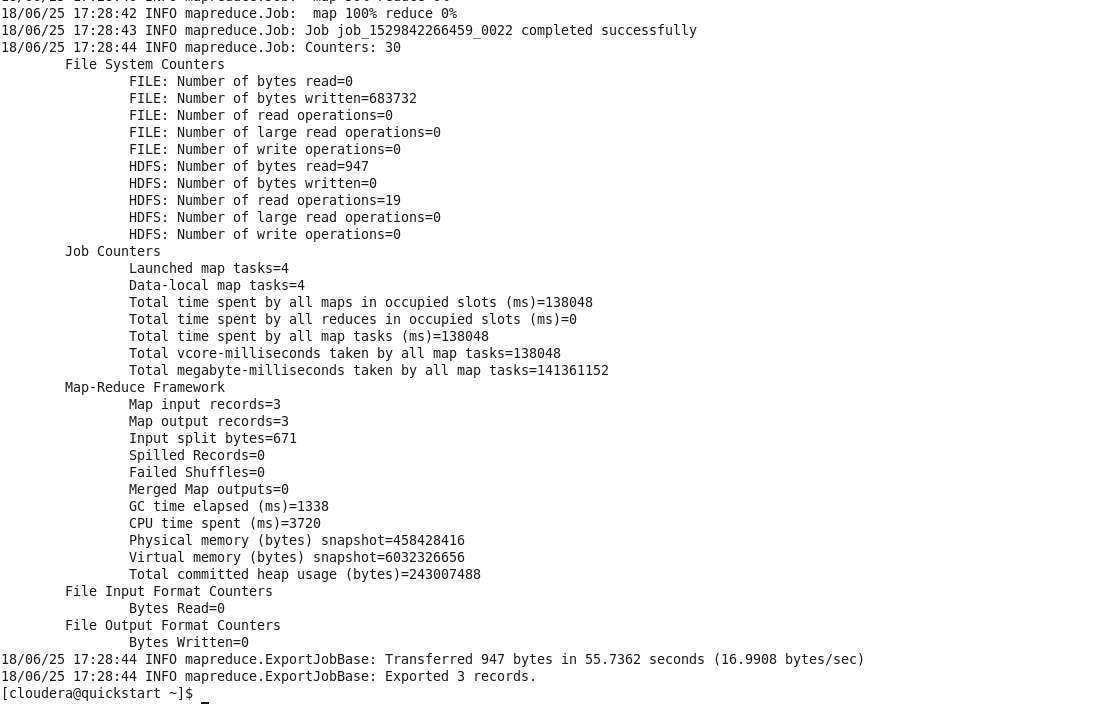 18/06/25 17:28:42 INFO mapreduce.Job:  map 100% reduce 0%
18/06/25 17:28:43 INFO mapreduce.Job: Job job_1529842266459_0022 completed successfully
18/06/25 17:28:44 INFO mapreduce.Job: Counters: 30
File System Counters
FILE: Number of bytes read=0
FILE: Number of bytes written=683732
FILE: Number of read operations=0
FILE: Number of large read operations=0
FILE: Number of write operations=0
HDFS: Number of bytes read=947
HDFS: Number of bytes written=0
HDFS: Number of read operations=19
HDFS: Number of large read operations=0
HDFS: Number of write operations=0
Job Counters
Launched map tasks=4
Data-local map tasks=4
Total time spent by all maps in occupied slots (ms)=138048
Total time spent by all reduces in occupied slots (ms)=0
Total time spent by all map tasks (ms)=138048
Total vcore-milliseconds taken by all map tasks=138048
Total megabyte-milliseconds taken by all map tasks=141361152
Map-Reduce Framework
Map input records=3
Map output records=3
Input split bytes=671
Spilled Records=0
Failed Shuffles=0
Merged Map outputs=0
GC time elapsed (ms)=1338
CPU time spent (ms)=3720
Physical memory (bytes) snapshot=458428416
Virtual memory (bytes) snapshot=6032326656
Total committed heap usage (bytes)=243007488
File Input Format Counters
Bytes Read=0
File Output Format Counters
Bytes Written=0
18/06/25 17:28:44 INFO mapreduce.ExportJobBase: Transferred 947 bytes in 55.7362 seconds (16.9908 bytes/sec)
18/06/25 17:28:44 INFO mapreduce.ExportJobBase: Exported 3 records.
[cloudera@quickstart ~]$